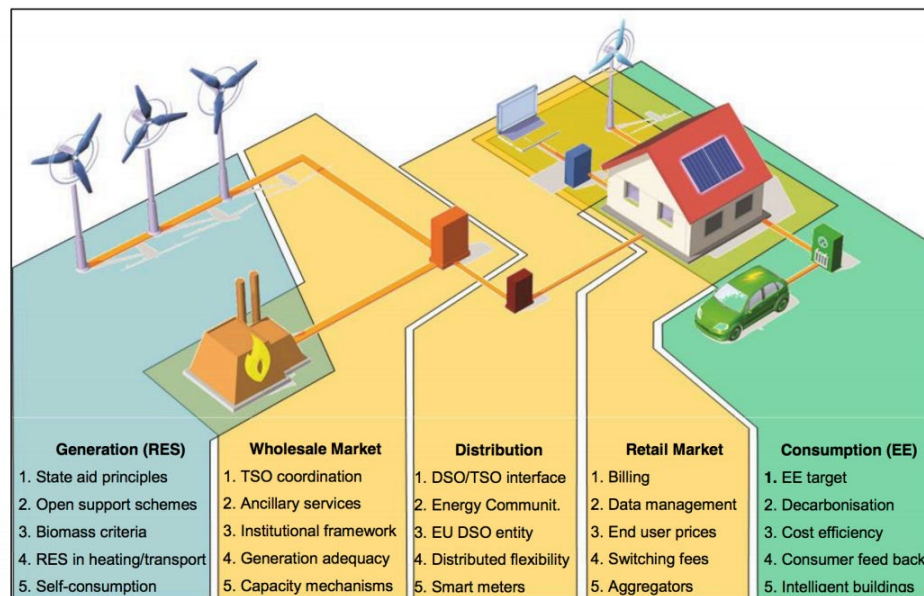 Generation (RES)
1. State aid principles
2. Open support schemes
3. Biomass criteria
4. RES in heating/transport
5. Self-consumption
Wholesale Market
1. TSO coordination
2. Ancillary services
3. Institutional framework
4. Generation adequacy
5. Capacity mechanisms
Distribution
1. DSO/TSO interface
2. Energy Communit.
3. EU DSO entity
4. Distributed flexibility
5. Smart meters
Retail Market
1. Billing
2. Data management
3. End user prices
4. Switching fees
5. Aggregators
Consumption (EE)
1. EE target
2. Decarbonisation
3. Cost efficiency
4. Consumer feed back
5. Intelligent buildings